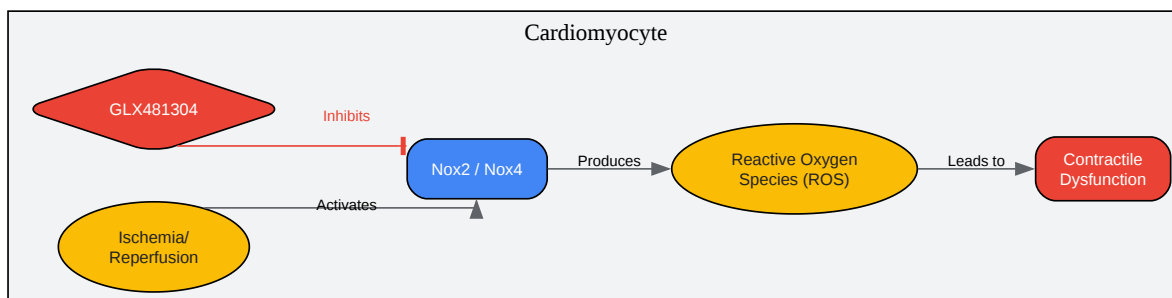 Cardiomyocyte
GLX481304
Inhibits
Nox2 / Nox4
Produces
Reactive Oxygen
Species (ROS)
Leads to
Contractile
Dysfunction
Activates
Ischemia/
Reperfusion